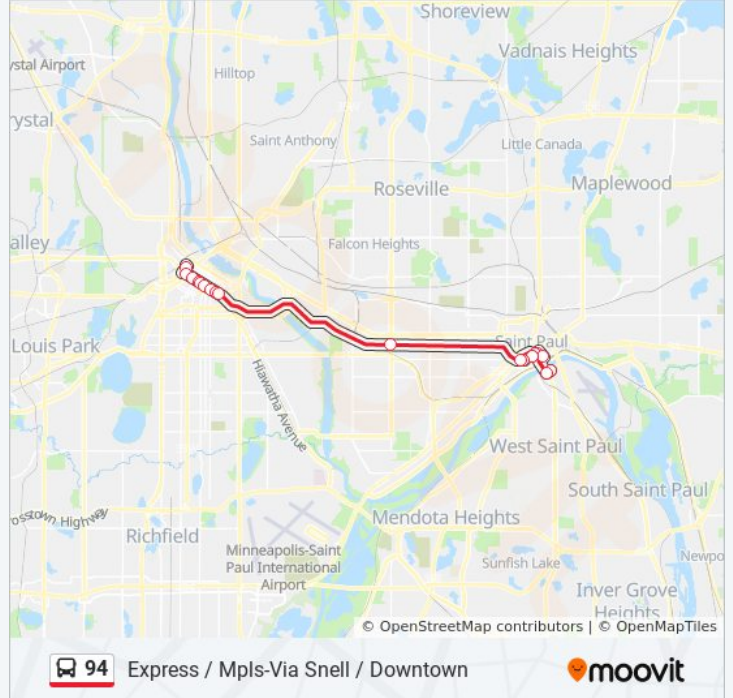 Shoreview
Vadnais Heights
ystal Airport
Hilltop
rystal
Saint Anthony
Little Canada
Roseville
Maplewood
alley
Falcon Heights
Louis Park
Saint Paul
Hiawatha Avenue
West Saint Paul
South Saint Paul
osstown Highway
Mendota Heights
Richfield
Minneapolis-Saint
Paul International
Airport
Sunfish Lake
Newpo
Inver Grove
Heights
© OpenStreetMap contributors | © OpenMapTiles
94 Express / Mpls-Via Snell / Downtown
moovit